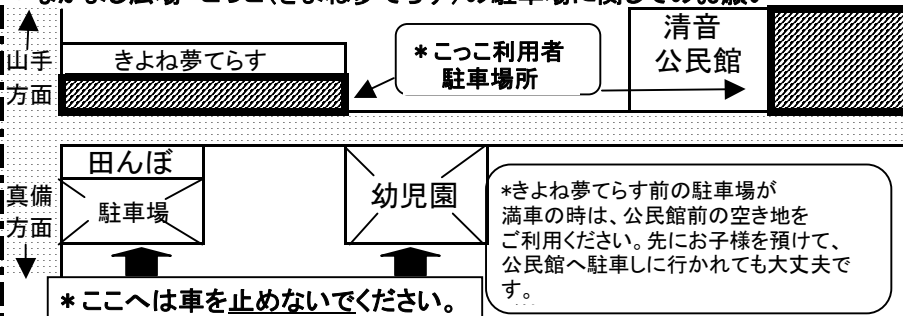 山手
方面
きよね夢てらす
*こっこ利用者
駐車場所
清音
公民館
真備
方面
田んぼ
駐車場
幼児園
*きよね夢てらす前の駐車場が
満車の時は、公民館前の空き地を
ご利用ください。先にお子様を預けて、
公民館へ駐車しに行かれても大丈夫で
す。
*ここへは車を止めないでください。